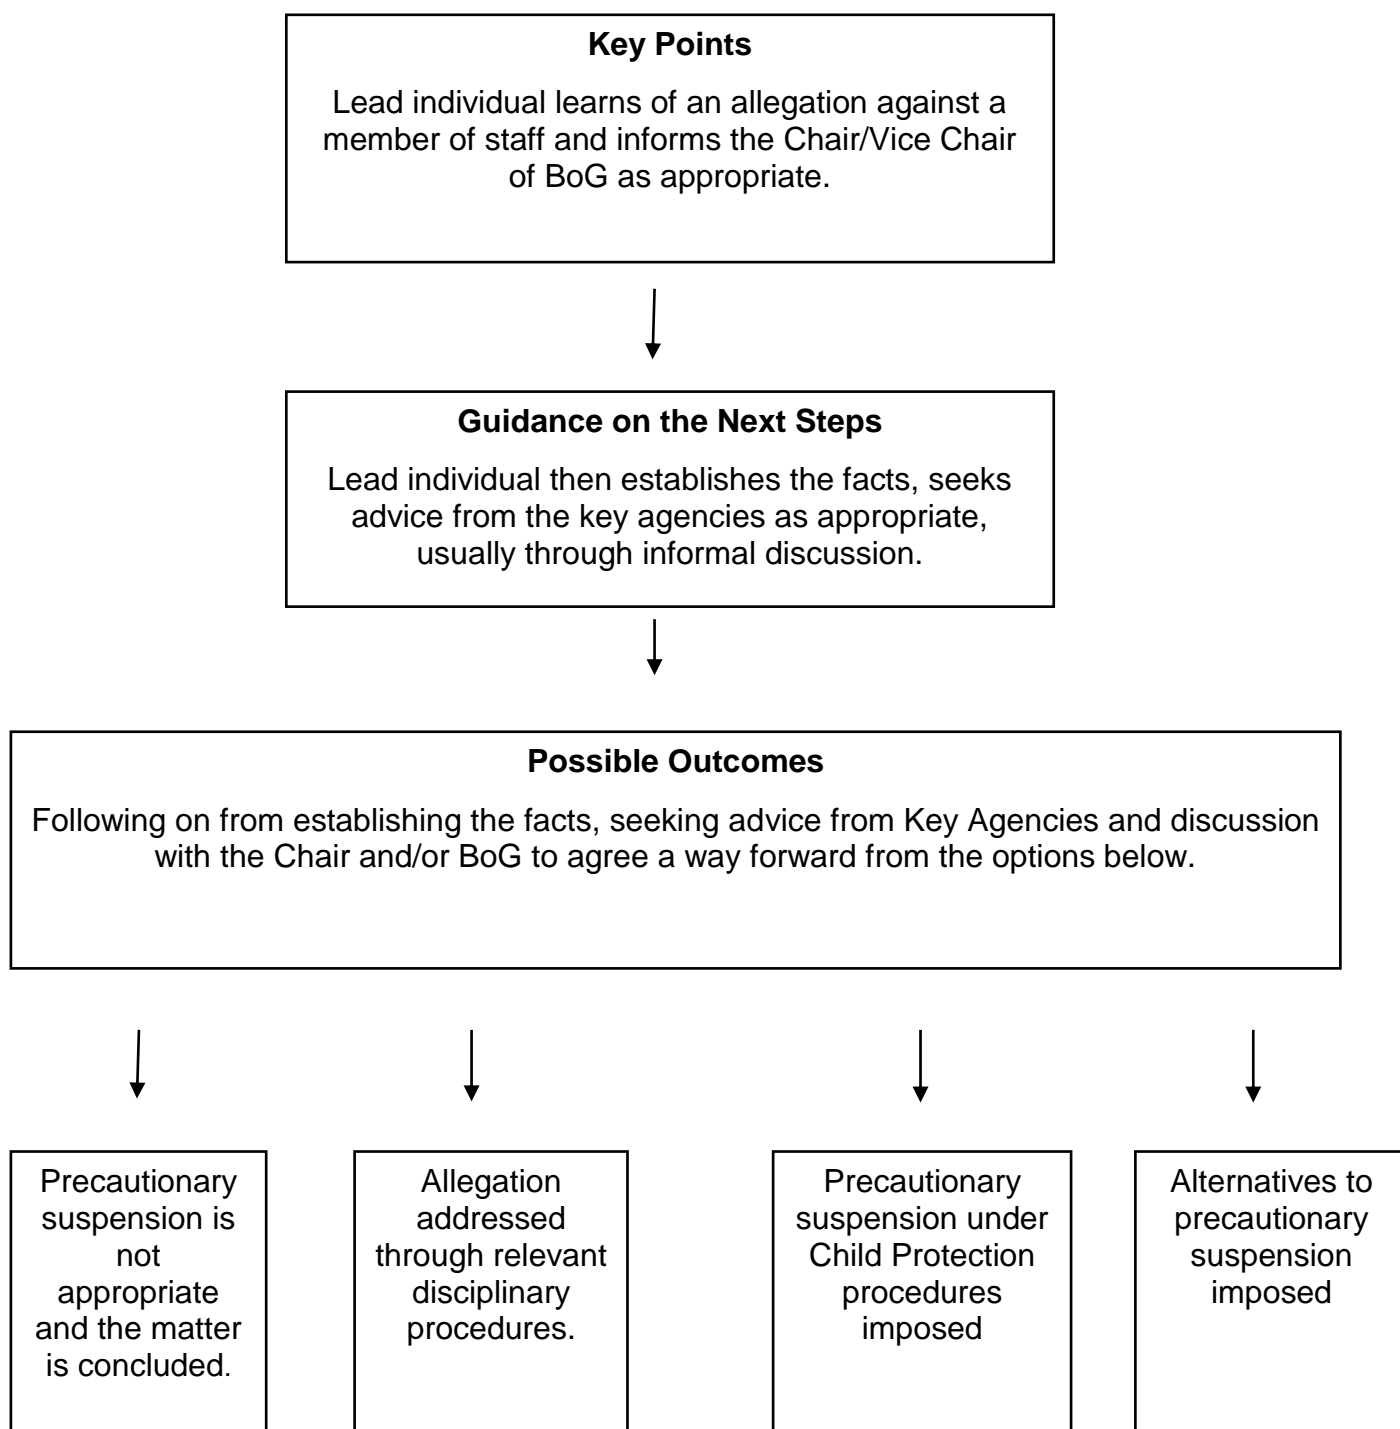 Key Points
Lead individual learns of an allegation against a
member of staff and informs the Chair/Vice Chair
of BoG as appropriate.
Guidance on the Next Steps
Lead individual then establishes the facts, seeks
advice from the key agencies as appropriate,
usually through informal discussion.
Possible Outcomes
Following on from establishing the facts, seeking advice from Key Agencies and discussion
with the Chair and/or BoG to agree a way forward from the options below.
Precautionary
suspension is
not
appropriate
and the matter
is concluded.
Allegation
addressed
through relevant
disciplinary
procedures.
Precautionary
suspension under
Child Protection
procedures
imposed
Alternatives to
precautionary
suspension
imposed